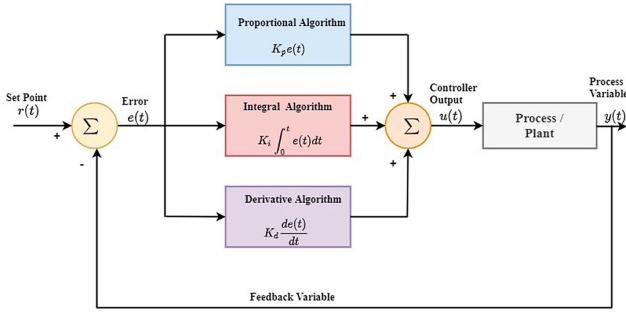 Proportional Algorithm
K_p e(t)
Set Point
r(t)
+
-
Σ
Error
e(t)
Integral Algorithm
K_i ∫_0^t e(t)dt
Derivative Algorithm
K_d de(t)/dt
+
+
+
Σ
Controller
Output
u(t)
Process /
Plant
Process
Variable
y(t)
Feedback Variable